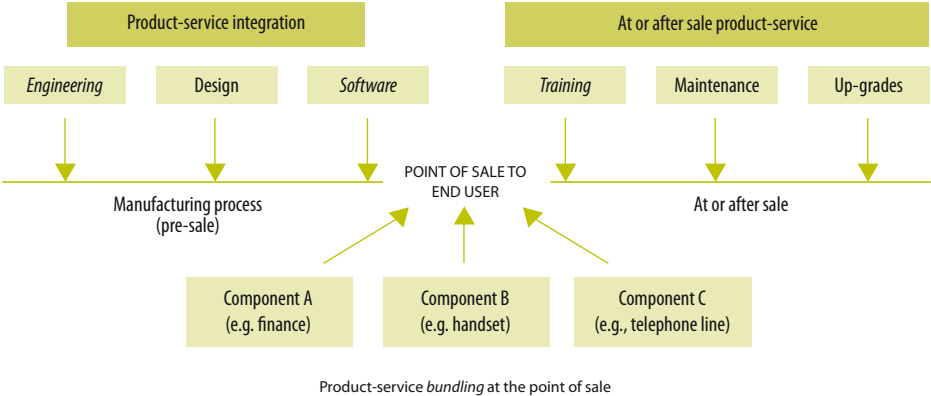 Product-service integration
At or after sale product-service
Engineering
Design
Software
Training
Maintenance
Up-grades
POINT OF SALE TO
END USER
Manufacturing process
(pre-sale)
At or after sale
Component A
(e.g. finance)
Component B
(e.g. handset)
Component C
(e.g., telephone line)
Product-service bundling at the point of sale